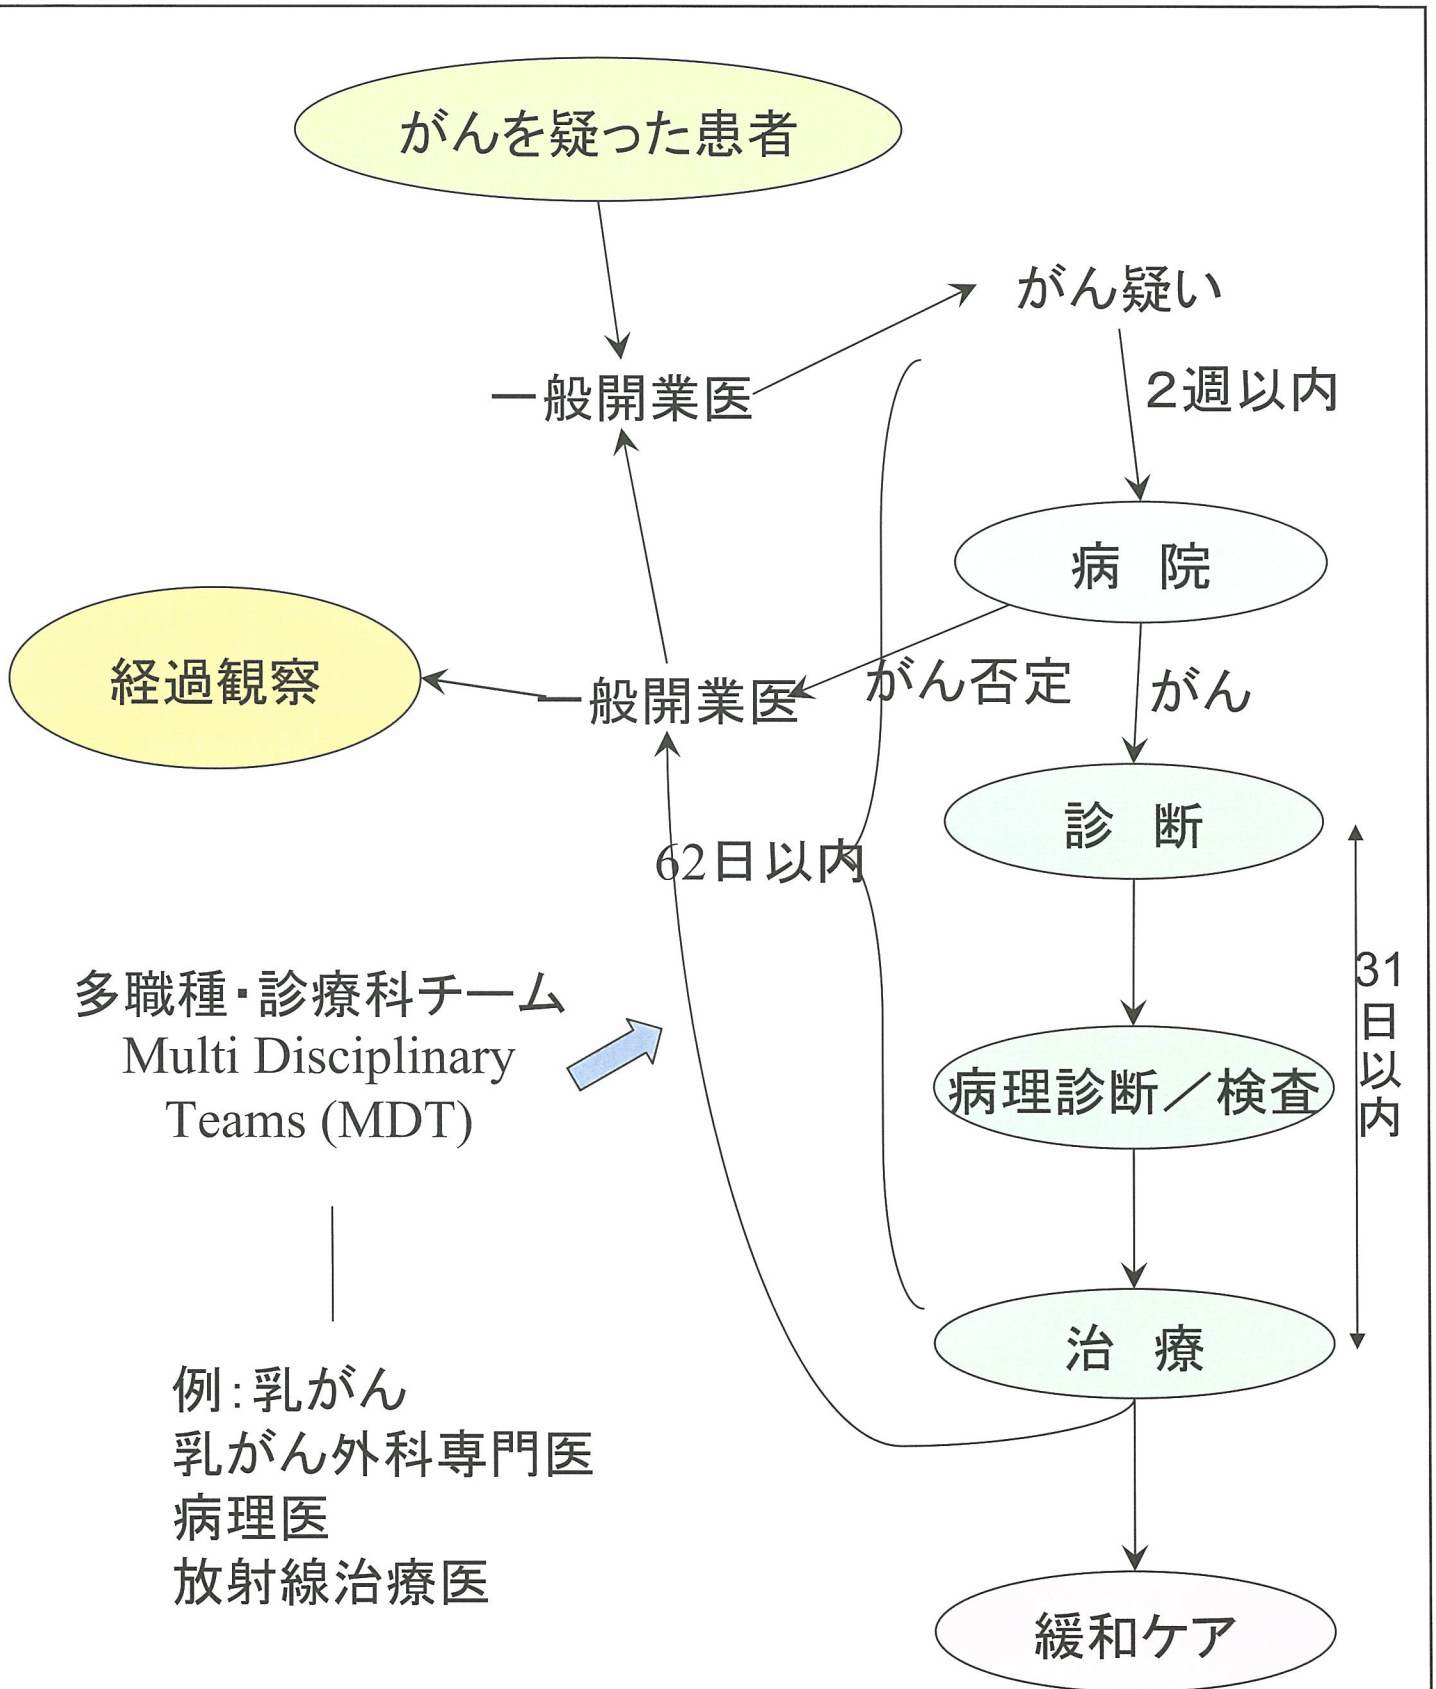 がんを疑った患者
がん疑い
一般開業医
２週以内
病　院
経過観察
一般開業医
がん否定
がん
診　断
62日以内
31日以内
多職種・診療科チーム
Multi Disciplinary
Teams (MDT)
病理診断／検査
治　療
例：乳がん
乳がん外科専門医
病理医
放射線治療医
緩和ケア